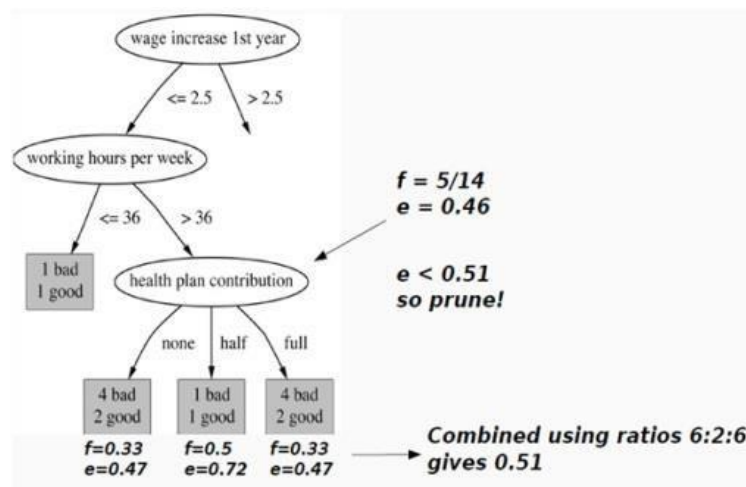 wage increase 1st year
<= 2.5
> 2.5
working hours per week
f = 5/14
e = 0.46
<= 36
> 36
1 bad
1 good
health plan contribution
e < 0.51
so prune!
none
half
full
4 bad
2 good
1 bad
1 good
4 bad
2 good
f=0.33
e=0.47
f=0.5
e=0.72
f=0.33
e=0.47
Combined using ratios 6:2:6
gives 0.51